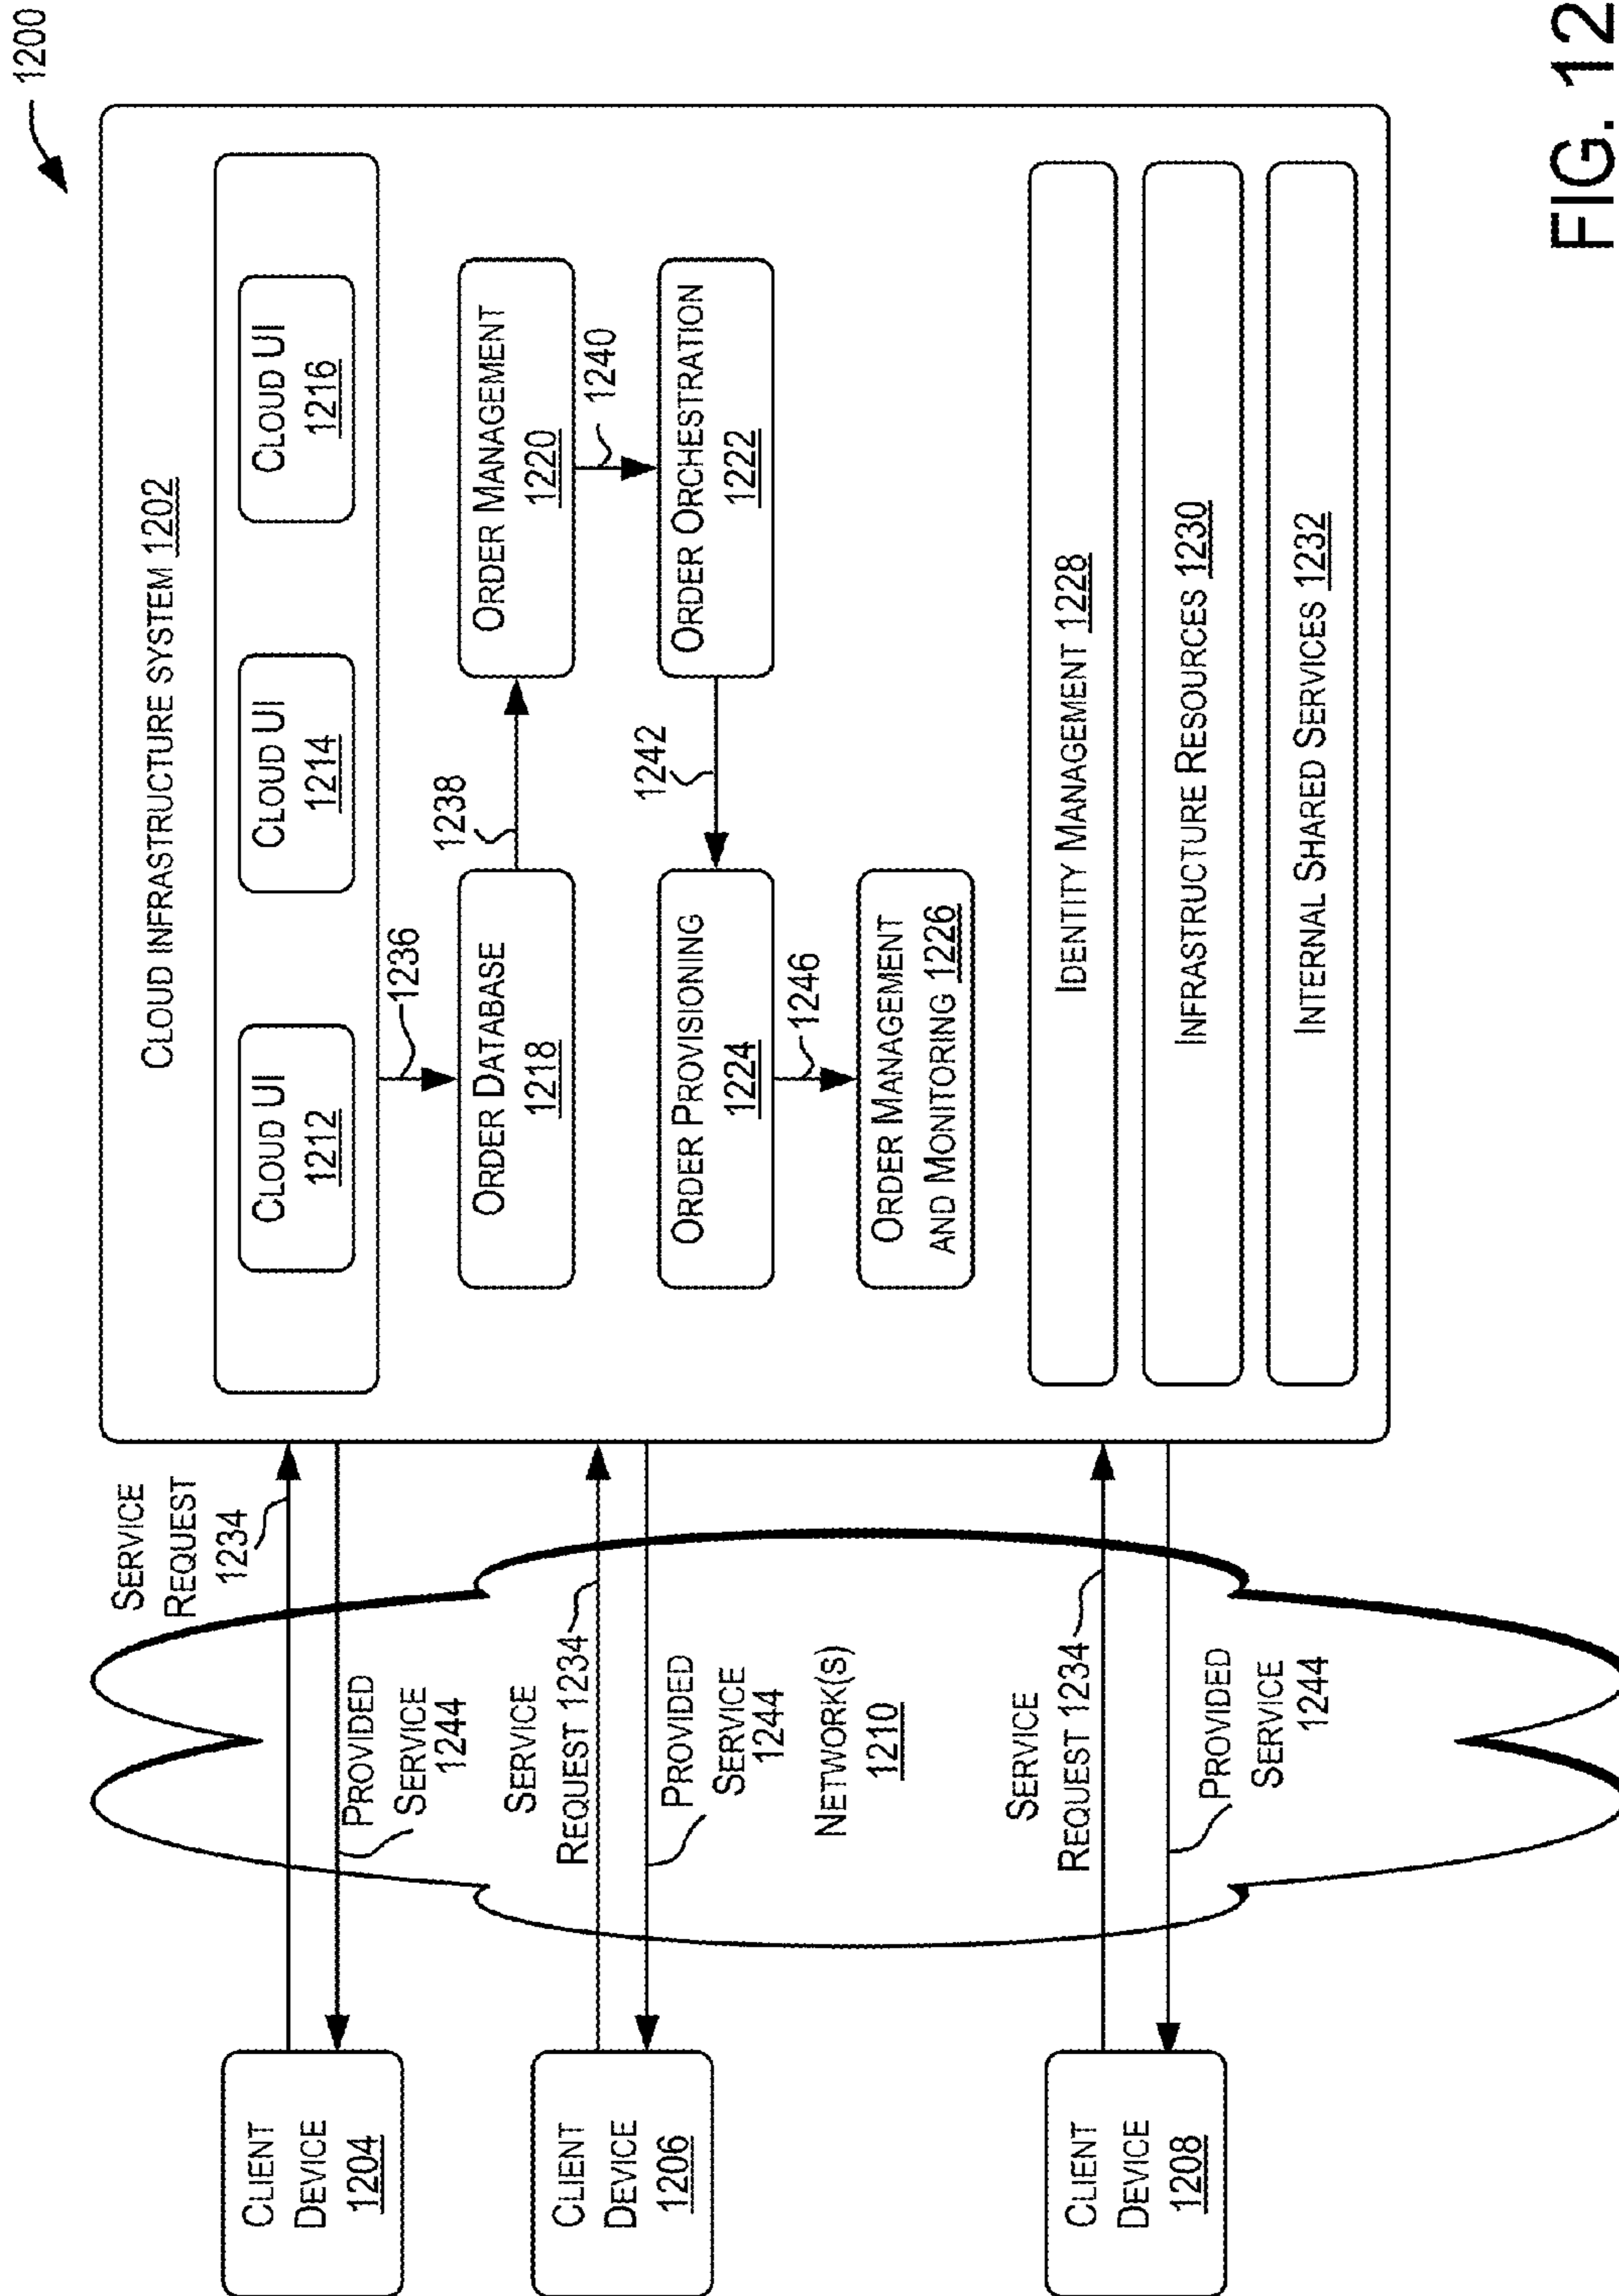 1200
CLOUD INFRASTRUCTURE SYSTEM 1202
CLOUD UI
1212
CLOUD UI
1214
CLOUD UI
1216
1236
ORDER DATABASE
1218
1238
ORDER MANAGEMENT
1220
1240
ORDER PROVISIONING
1224
1242
ORDER ORCHESTRATION
1222
1246
ORDER MANAGEMENT
AND MONITORING 1226
IDENTITY MANAGEMENT 1228
INFRASTRUCTURE RESOURCES 1230
INTERNAL SHARED SERVICES 1232
CLIENT
DEVICE
1204
SERVICE
REQUEST
1234
PROVIDED
SERVICE
1244
CLIENT
DEVICE
1206
SERVICE
REQUEST 1234
PROVIDED
SERVICE
1244
NETWORK(S)
1210
CLIENT
DEVICE
1208
SERVICE
REQUEST 1234
PROVIDED
SERVICE
1244
FIG. 12